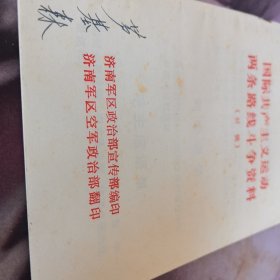 国际共产主义运动
两条路线斗争资料
济南军区政治部宣传部编印
济南军区空军政治部翻印